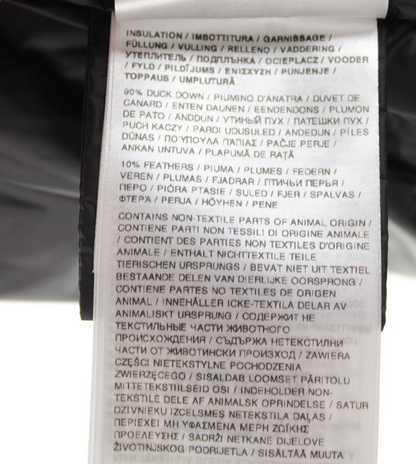 INSULATION / IMBOTTITURA / GARNISSAGE /
FÜLLUNG / VULLING / RELLENO / VADDERING /
УТЕПЛИТЕЛЬ / ПОДПЛЪНКА / OCIEPLACZ / VOODER
/ FYLD / PILDĪJUMS / ΕΝΙΣΧΥΣΗ / PUNJENJE /
TOPPAUS / UMPLUTURĂ
90% DUCK DOWN / PIUMINO D'ANATRA / DUVET DE
CANARD / ENTEN DAUNEN / EENDENDONS / PLUMON
DE PATO / ANDDUN / УТИНЫЙ ПУХ / ПАТЕШКИ ПУХ /
PUCH KACZY / PARDI UDUSULED / ANDEDUN / PĪLES
DŪNAS / ΠΟΥΠΟΥΛΑ ΠΑΠΙΑΣ / PAČJE PERJE /
ANKAN UNTUVA / PLAPUMĂ DE RAȚĂ
10% FEATHERS / PIUMA / PLUMES / FEDERN /
VEREN / PLUMAS / FJADRAR / ПТИЧЬИ ПЕРЬЯ /
ПЕРО / PIÓRA PTASIE / SULED / FJER / SPALVAS /
ΦΤΕΡΑ / PERJA / HÖYHEN / PENE
CONTAINS NON-TEXTILE PARTS OF ANIMAL ORIGIN /
CONTIENE PARTI NON TESSILI DI ORIGINE ANIMALE
/ CONTIENT DES PARTIES NON TEXTILES D'ORIGINE
ANIMALE / ENTHALT NICHTTEXTILE TEILE
TIERISCHEN URSPRUNGS / BEVAT NIET UIT TEXTIEL
BESTAANDE DELEN VAN DIERLIJKE OORSPRONG /
CONTIENE PARTES NO TEXTILES DE ORIGEN
ANIMAL / INNEHÅLLER ICKE-TEXTILA DELAR AV
ANIMALISKT URSPRUNG / СОДЕРЖИТ НЕ
ТЕКСТИЛЬНЫЕ ЧАСТИ ЖИВОТНОГО
ПРОИСХОЖДЕНИЯ / СЪДЪРЖА НЕТЕКСТИЛНИ
ЧАСТИ ОТ ЖИВОТИНСКИ ПРОИЗХОД / ZAWIERA
CZĘŚCI NIETEKSTYLNE POCHODZENIA
ZWIERZĘCEGO / SISALDAB LOOMSET PÄRITOLU
MITTETEKSTIILSEID OSI / INDEHOLDER NON-
TEKSTILE DELE AF ANIMALSK OPRINDELSE / SATUR
DZĪVNIEKU IZCELSMES NETEKSTILA DAĻAS /
ΠΕΡΙΕΧΕΙ ΜΗ ΥΦΑΣΜΕΝΑ ΜΕΡΗ ΖΩΙΚΗΣ
ΠΡΟΕΛΕΥΣΗΣ / SADRŽI NETKANE DIJELOVE
ŽIVOTINJSKOG PODRIJETLA / SISÄLTÄÄ MUUTA